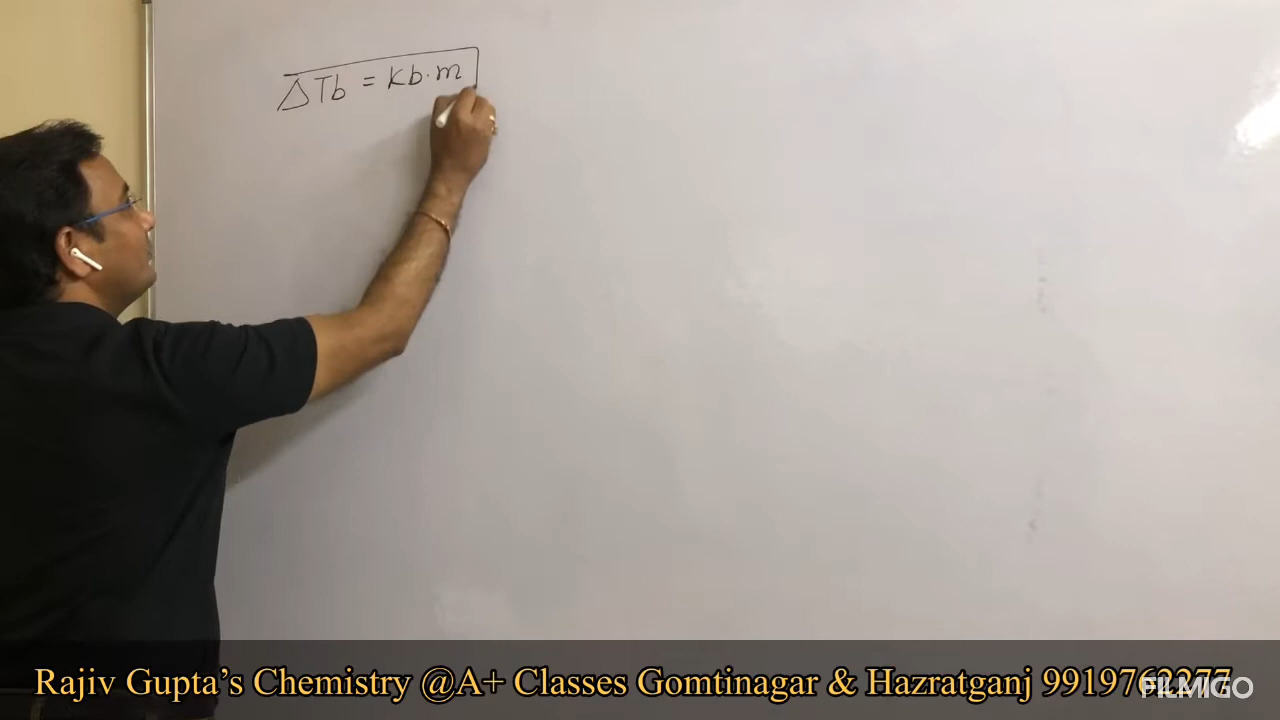 ΔTb = Kb·m
Rajiv Gupta’s Chemistry @A+ Classes Gomtinagar & Hazratganj 9919762277
FILMIGO